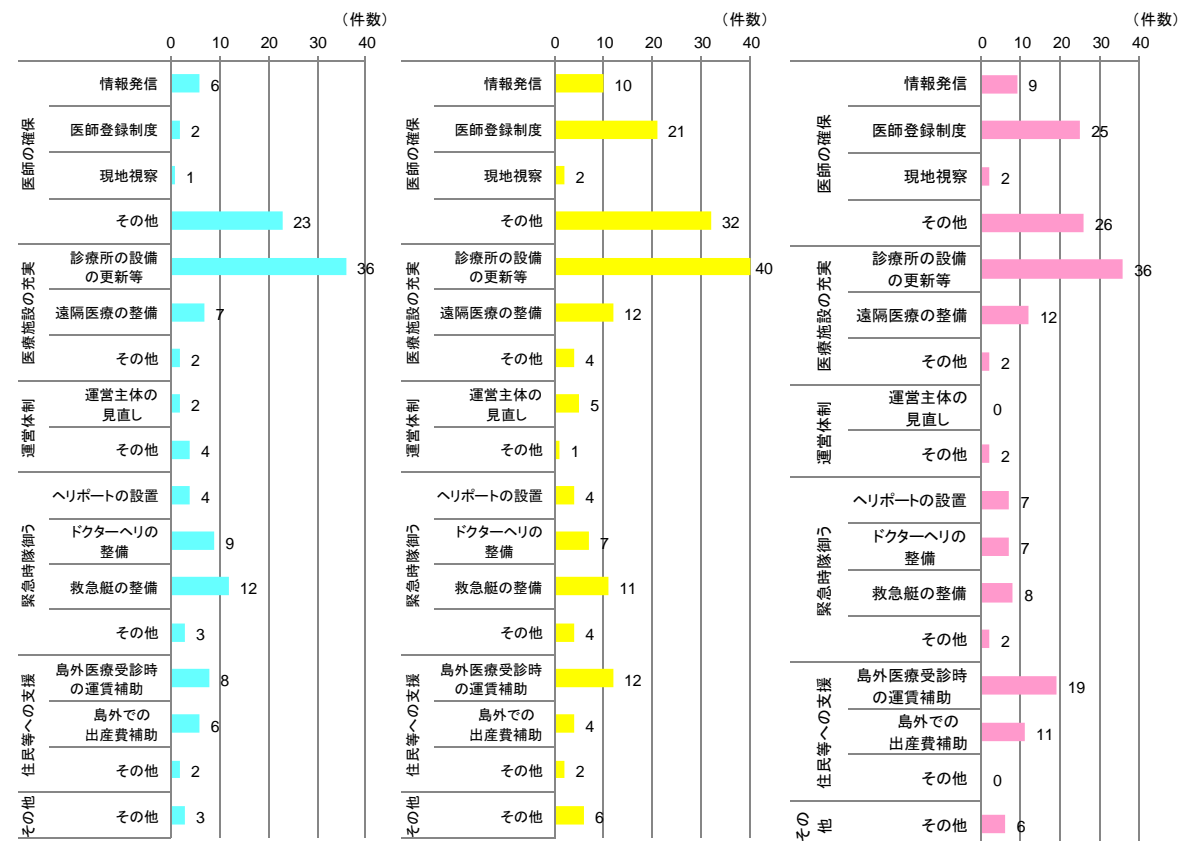 (件数)
0 10 20 30 40
医師の確保
情報発信 6
医師登録制度 2
現地視察 1
その他 23
医療施設の充実
診療所の設備
の更新等 36
遠隔医療の整備 7
その他 2
運営体制
運営主体の
見直し 2
その他 4
緊急時隊御う
ヘリポートの設置 4
ドクターヘリの
整備 9
救急艇の整備 12
その他 3
住民等への支援
島外医療受診時
の運賃補助 8
島外での
出産費補助 6
その他 2
その他
その他 3
(件数)
0 10 20 30 40
医師の確保
情報発信 10
医師登録制度 21
現地視察 2
その他 32
医療施設の充実
診療所の設備
の更新等 40
遠隔医療の整備 12
その他 4
運営体制
運営主体の
見直し 5
その他 1
緊急時隊御う
ヘリポートの設置 4
ドクターヘリの
整備 7
救急艇の整備 11
その他 4
住民等への支援
島外医療受診時
の運賃補助 12
島外での
出産費補助 4
その他 2
その他
その他 6
(件数)
0 10 20 30 40
医師の確保
情報発信 9
医師登録制度 25
現地視察 2
その他 26
医療施設の充実
診療所の設備
の更新等 36
遠隔医療の整備 12
その他 2
運営体制
運営主体の
見直し 0
その他 2
緊急時隊御う
ヘリポートの設置 7
ドクターヘリの
整備 7
救急艇の整備 8
その他 2
住民等への支援
島外医療受診時
の運賃補助 19
島外での
出産費補助 11
その他 0
その他
その他 6